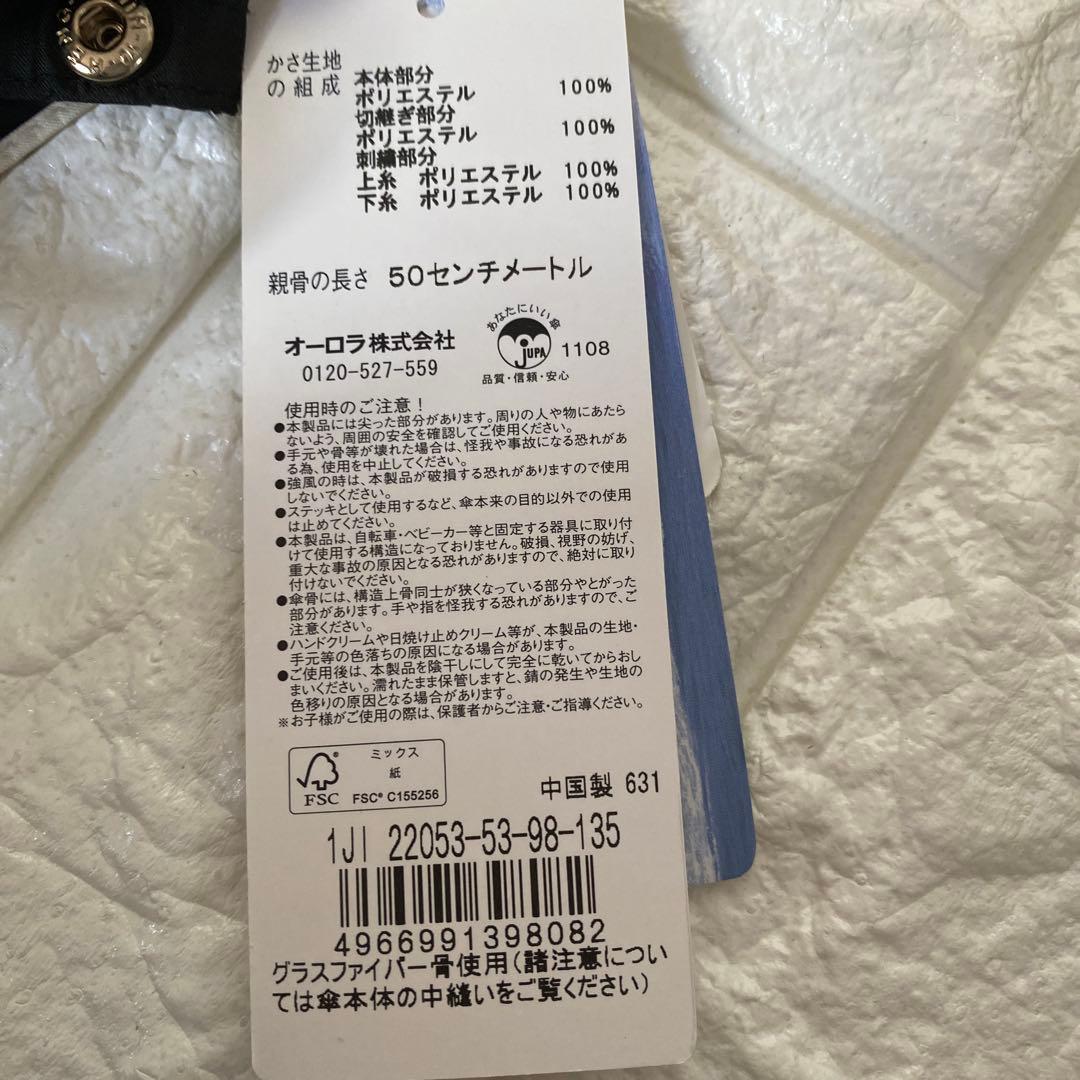 かさ生地
の組成
本体部分
ポリエステル 100%
切継ぎ部分
ポリエステル 100%
刺繍部分
上糸 ポリエステル 100%
下糸 ポリエステル 100%
親骨の長さ 50センチメートル
オーロラ株式会社
0120-527-559
あなたにいい傘
JUPA
1108
品質・信頼・安心
使用時のご注意!
●本製品には尖った部分があります。周りの人や物にあたら
ないよう、周囲の安全を確認してご使用ください。
●手元や骨等が壊れた場合は、怪我や事故になる恐れがあ
る為、使用を中止してください。
●強風の時は、本製品が破損する恐れがありますので使用
しないでください。
●ステッキとして使用するなど、傘本来の目的以外での使用
は止めてください。
●本製品は、自転車・ベビーカー等と固定する器具に取り付
けて使用する構造になっておりません。破損、視野の妨げ、
重大な事故の原因となる恐れがありますので、絶対に取り
付けないでください。
●傘骨には、構造上骨同士が狭くなっている部分やとがった
部分があります。手や指を怪我する恐れがありますので、ご
注意ください。
●ハンドクリームや日焼け止めクリーム等が、本製品の生地・
手元等の色落ちの原因になる場合があります。
●ご使用後は、本製品を陰干しにして完全に乾いてからおし
まいください。濡れたまま保管しますと、錆の発生や生地の
色移りの原因となる場合があります。
※お子様がご使用の際は、保護者からご注意・ご指導ください。
FSC
ミックス
紙
FSC® C155256
中国製 631
1JI 22053-53-98-135
4966991398082
グラスファイバー骨使用(諸注意につい
ては傘本体の中縫いをご覧ください)